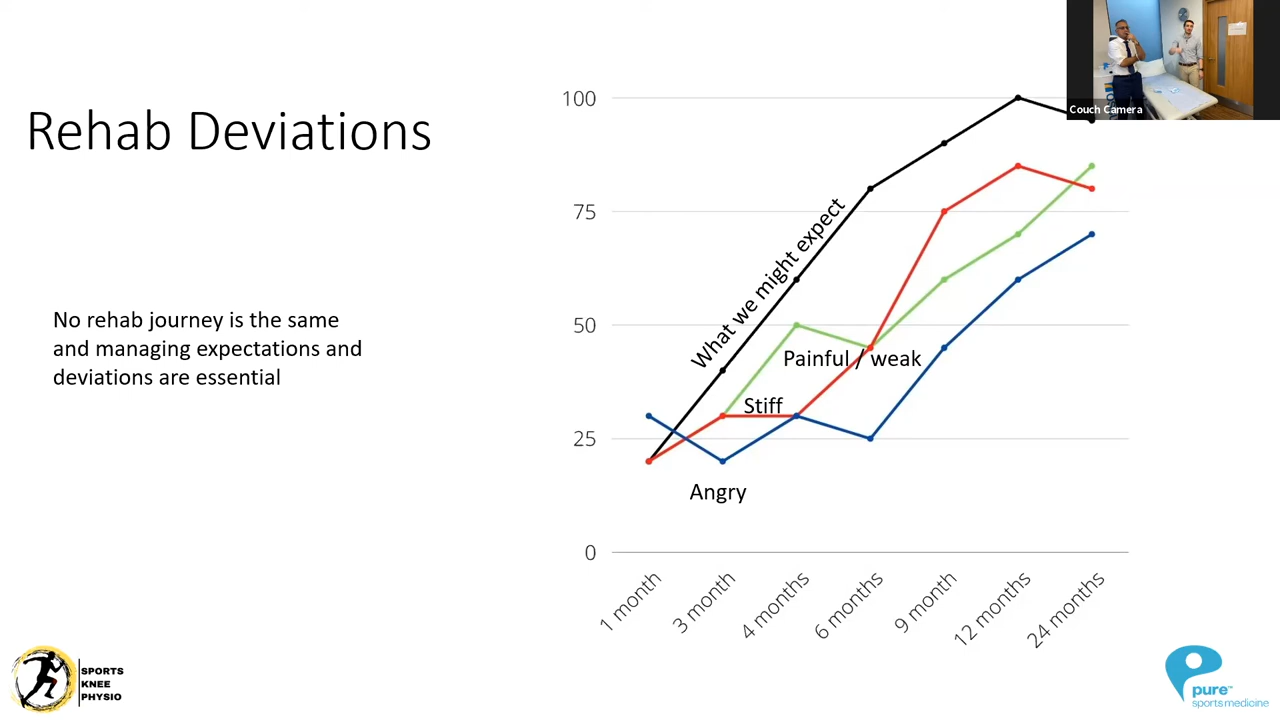 Rehab Deviations
No rehab journey is the same
and managing expectations and
deviations are essential
100
75
50
25
0
What we might expect
Painful / weak
Stiff
Angry
1 month
3 month
4 months
6 months
9 month
12 months
24 months
Couch Camera
SPORTS
KNEE
PHYSIO
pure™
sports medicine